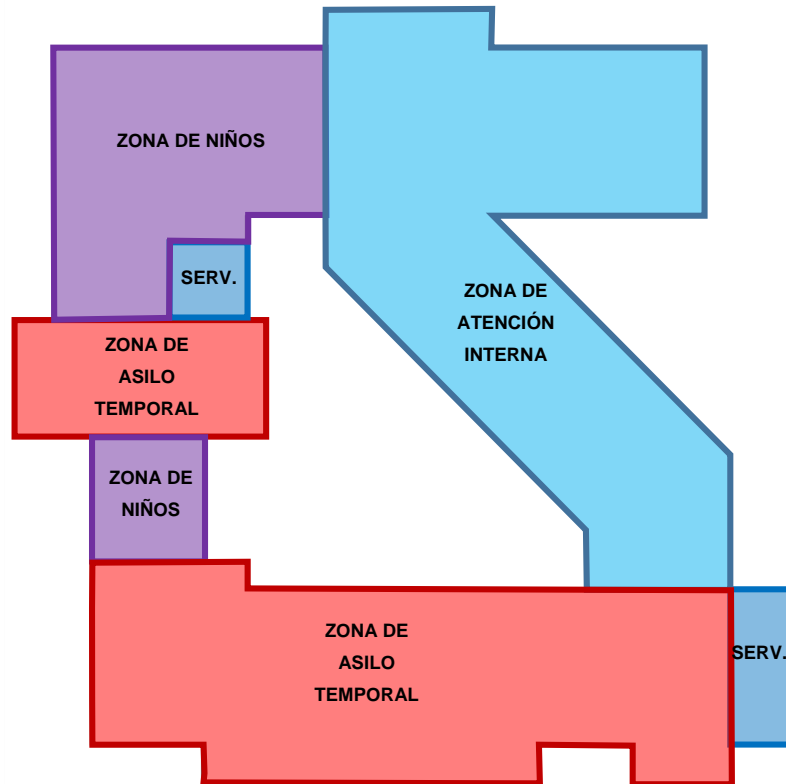 ZONA DE NIÑOS
SERV.
ZONA DE
ATENCIÓN
INTERNA
ZONA DE
ASILO
TEMPORAL
ZONA DE
NIÑOS
ZONA DE
ASILO
TEMPORAL
SERV.